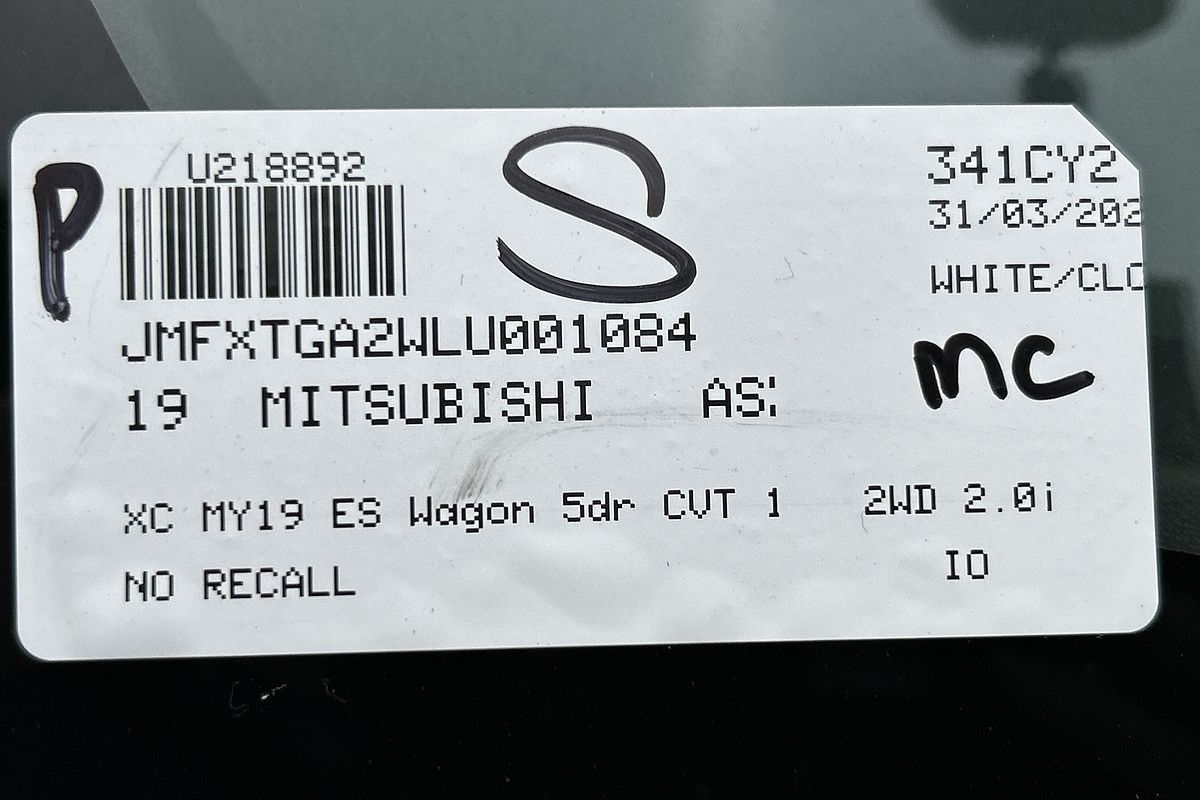 P
U218892
S
341CY2
31/03/202
WHITE/CLO
JMFXTGA2WLU001084
MC
19 MITSUBISHI AS
XC MY19 ES Wagon 5dr CVT 1 2WD 2.0i
NO RECALL IO